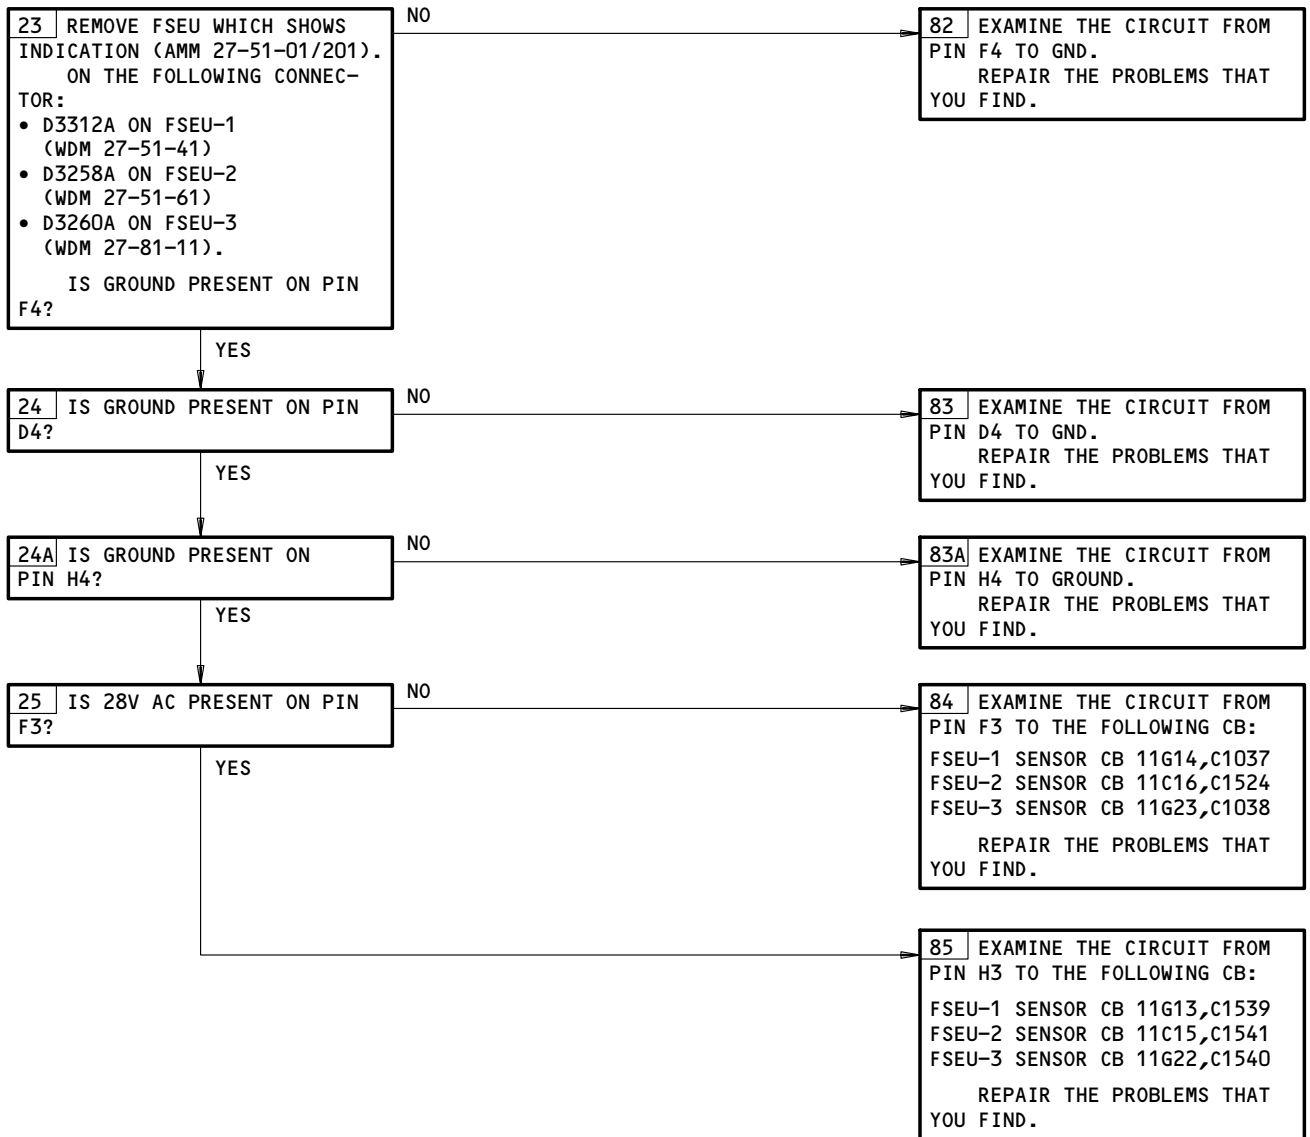 23 REMOVE FSEU WHICH SHOWS
INDICATION (AMM 27-51-01/201).
ON THE FOLLOWING CONNEC-
TOR:
• D3312A ON FSEU-1
(WDM 27-51-41)
• D3258A ON FSEU-2
(WDM 27-51-61)
• D3260A ON FSEU-3
(WDM 27-81-11).
IS GROUND PRESENT ON PIN
F4?
NO
82 EXAMINE THE CIRCUIT FROM
PIN F4 TO GND.
REPAIR THE PROBLEMS THAT
YOU FIND.
YES
24 IS GROUND PRESENT ON PIN
D4?
NO
83 EXAMINE THE CIRCUIT FROM
PIN D4 TO GND.
REPAIR THE PROBLEMS THAT
YOU FIND.
YES
24A IS GROUND PRESENT ON
PIN H4?
NO
83A EXAMINE THE CIRCUIT FROM
PIN H4 TO GROUND.
REPAIR THE PROBLEMS THAT
YOU FIND.
YES
25 IS 28V AC PRESENT ON PIN
F3?
NO
84 EXAMINE THE CIRCUIT FROM
PIN F3 TO THE FOLLOWING CB:
FSEU-1 SENSOR CB 11G14,C1037
FSEU-2 SENSOR CB 11C16,C1524
FSEU-3 SENSOR CB 11G23,C1038
REPAIR THE PROBLEMS THAT
YOU FIND.
YES
85 EXAMINE THE CIRCUIT FROM
PIN H3 TO THE FOLLOWING CB:
FSEU-1 SENSOR CB 11G13,C1539
FSEU-2 SENSOR CB 11C15,C1541
FSEU-3 SENSOR CB 11G22,C1540
REPAIR THE PROBLEMS THAT
YOU FIND.